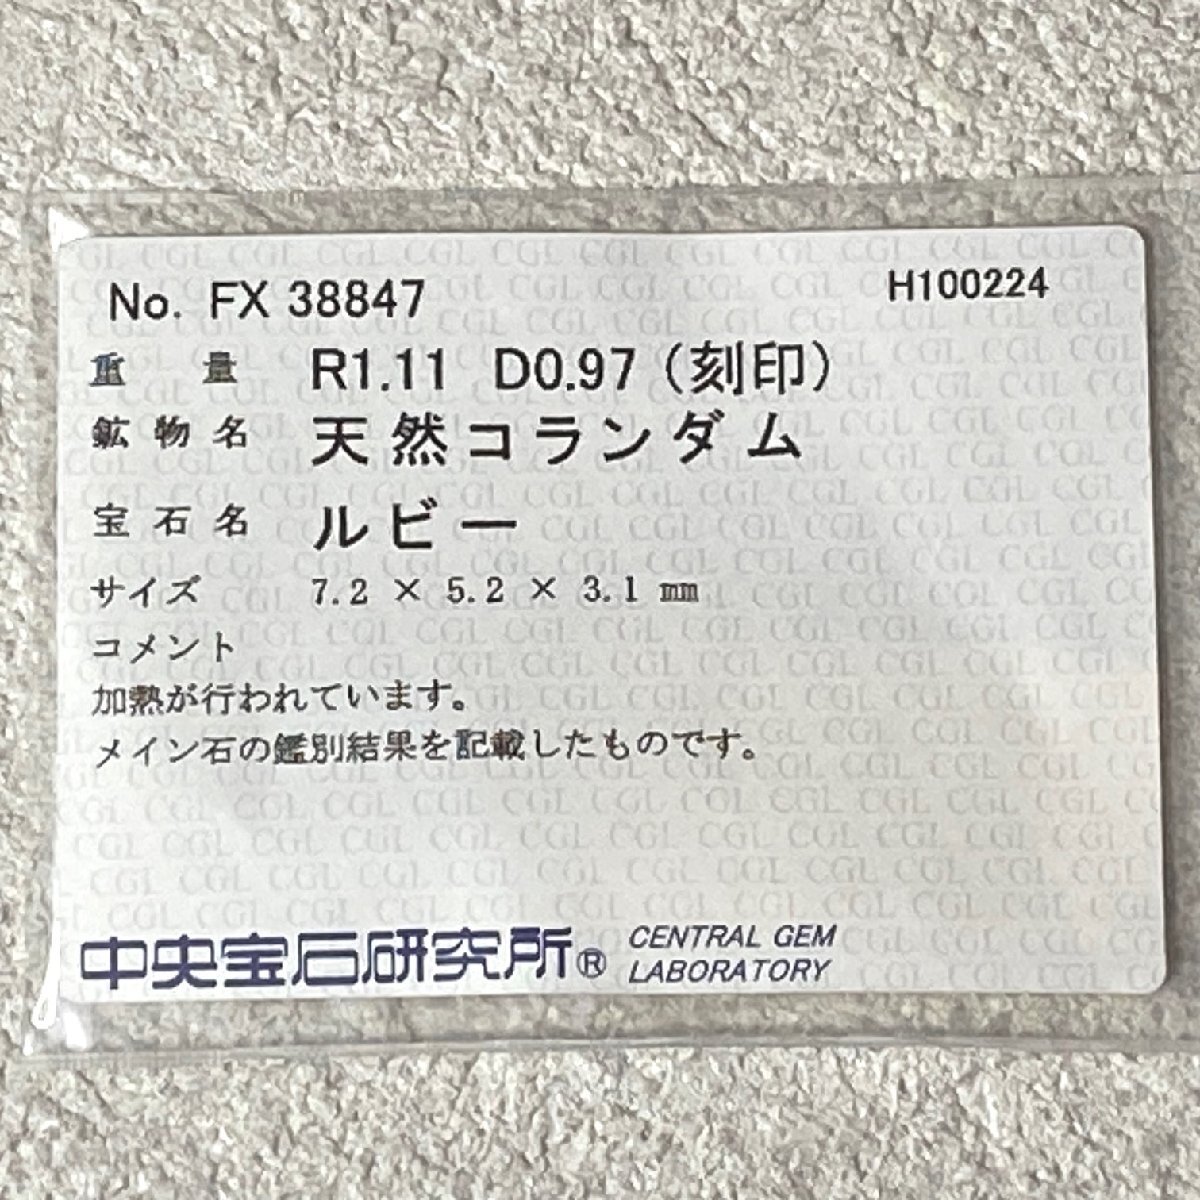 No. FX 38847 H100224
重量 R1.11 D0.97 (刻印)
鉱物名 天然コランダム
宝石名 ルビー
サイズ 7.2 × 5.2 × 3.1 ㎜
コメント
加熱が行われています。
メイン石の鑑別結果を記載したものです。
中央宝石研究所® CENTRAL GEM
LABORATORY